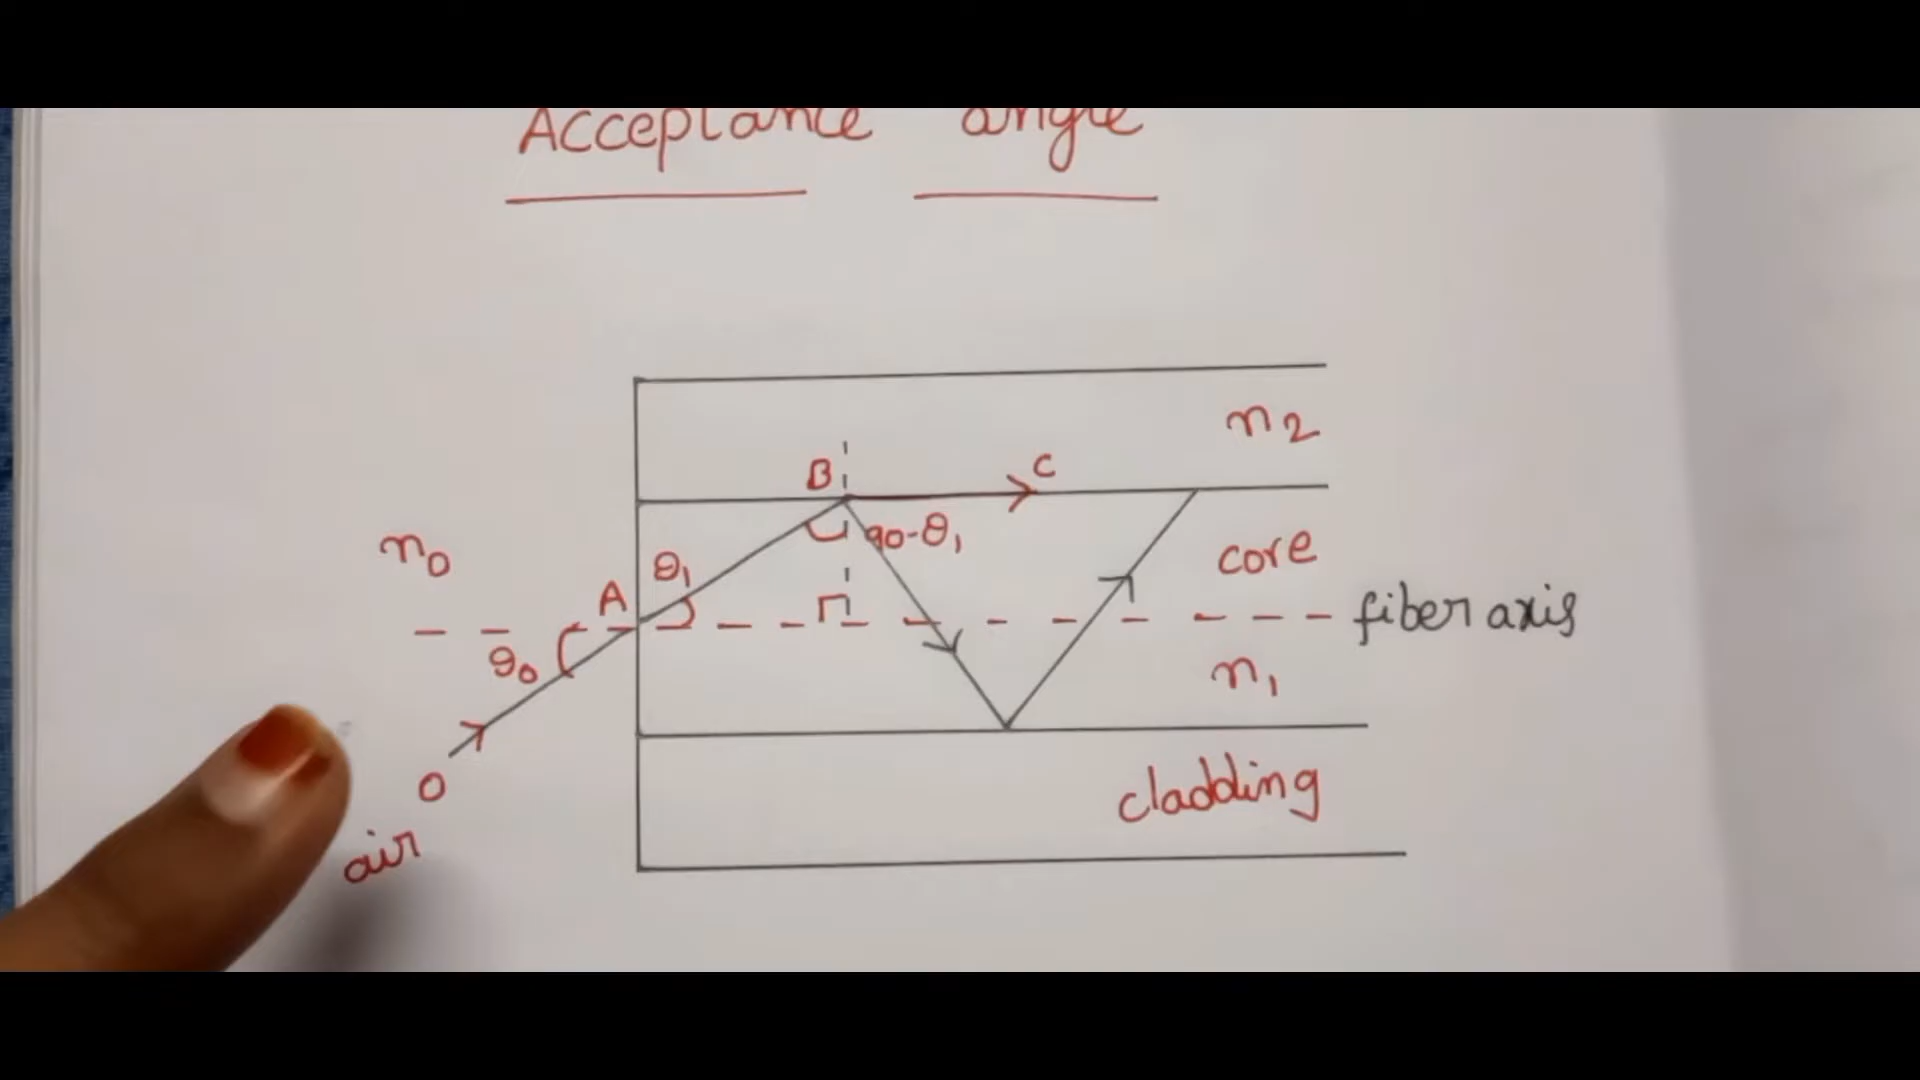 Acceptance angle
n2
B C
n0 θ1 90-θ1 core
A fiber axis
θ0 n1
O cladding
air